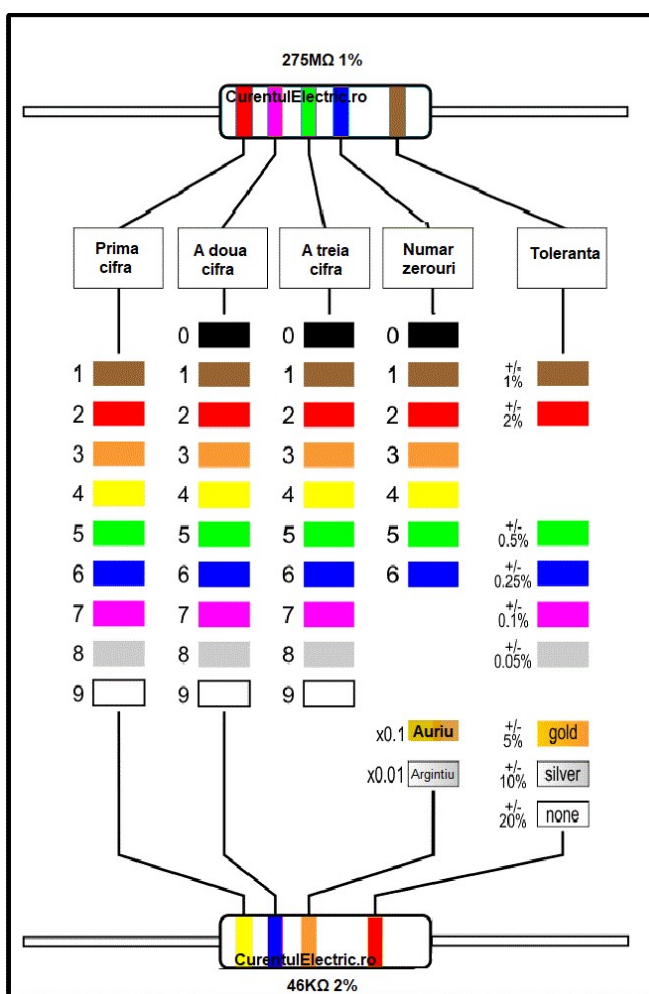 275MΩ 1%
CurentulElectric.ro
Prima
cifra
A doua
cifra
A treia
cifra
Numar
zerouri
Toleranta
0 0 0
1 1 1 1 +/- 1%
2 2 2 2 +/- 2%
3 3 3 3
4 4 4 4
5 5 5 5 +/- 0.5%
6 6 6 6 +/- 0.25%
7 7 7 +/- 0.1%
8 8 8 +/- 0.05%
9 9 9
x0.1 Auriu +/- 5% gold
x0.01 Argintiu +/- 10% silver
+/- 20% none
CurentulElectric.ro
46KΩ 2%